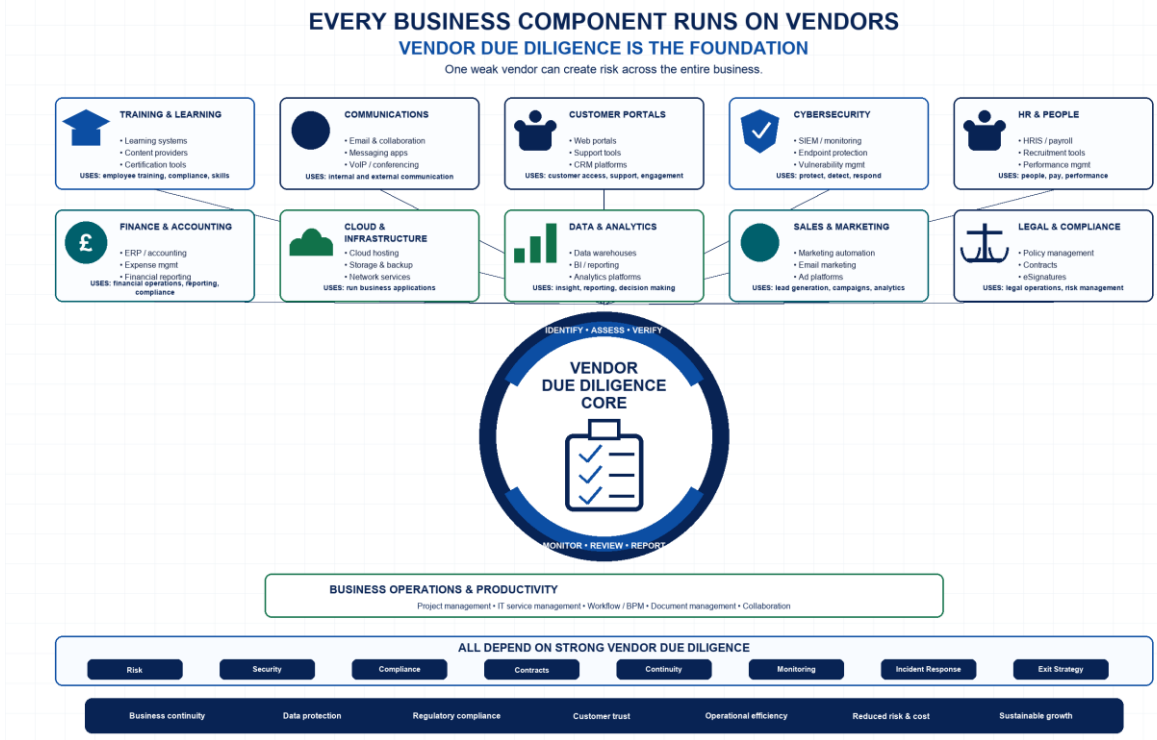 EVERY BUSINESS COMPONENT RUNS ON VENDORS
VENDOR DUE DILIGENCE IS THE FOUNDATION
One weak vendor can create risk across the entire business.
TRAINING & LEARNING
• Learning systems
• Content providers
• Certification tools
USES: employee training, compliance, skills
COMMUNICATIONS
• Email & collaboration
• Messaging apps
• VoIP / conferencing
USES: internal and external communication
CUSTOMER PORTALS
• Web portals
• Support tools
• CRM platforms
USES: customer access, support, engagement
CYBERSECURITY
• SIEM / monitoring
• Endpoint protection
• Vulnerability mgmt
USES: protect, detect, respond
HR & PEOPLE
• HRIS / payroll
• Recruitment tools
• Performance mgmt
USES: people, pay, performance
£
FINANCE & ACCOUNTING
• ERP / accounting
• Expense mgmt
• Financial reporting
USES: financial operations, reporting,
compliance
CLOUD &
INFRASTRUCTURE
• Cloud hosting
• Storage & backup
• Network services
USES: run business applications
DATA & ANALYTICS
• Data warehouses
• BI / reporting
• Analytics platforms
USES: insight, reporting, decision making
SALES & MARKETING
• Marketing automation
• Email marketing
• Ad platforms
USES: lead generation, campaigns, analytics
LEGAL & COMPLIANCE
• Policy management
• Contracts
• eSignatures
USES: legal operations, risk management
IDENTIFY • ASSESS • VERIFY
VENDOR
DUE DILIGENCE
CORE
MONITOR • REVIEW • REPORT
BUSINESS OPERATIONS & PRODUCTIVITY
Project management • IT service management • Workflow / BPM • Document management • Collaboration
ALL DEPEND ON STRONG VENDOR DUE DILIGENCE
Risk
Security
Compliance
Contracts
Continuity
Monitoring
Incident Response
Exit Strategy
Business continuity
Data protection
Regulatory compliance
Customer trust
Operational efficiency
Reduced risk & cost
Sustainable growth